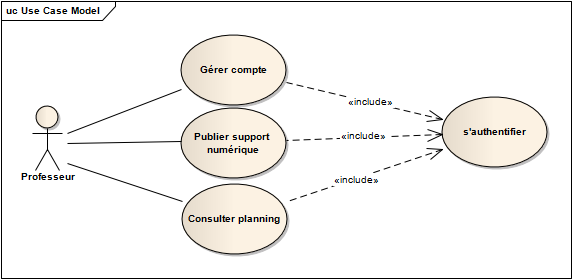 uc Use Case Model
Gérer compte
«include»
Publier support
numérique
«include»
s'authentifier
Professeur
«include»
Consulter planning